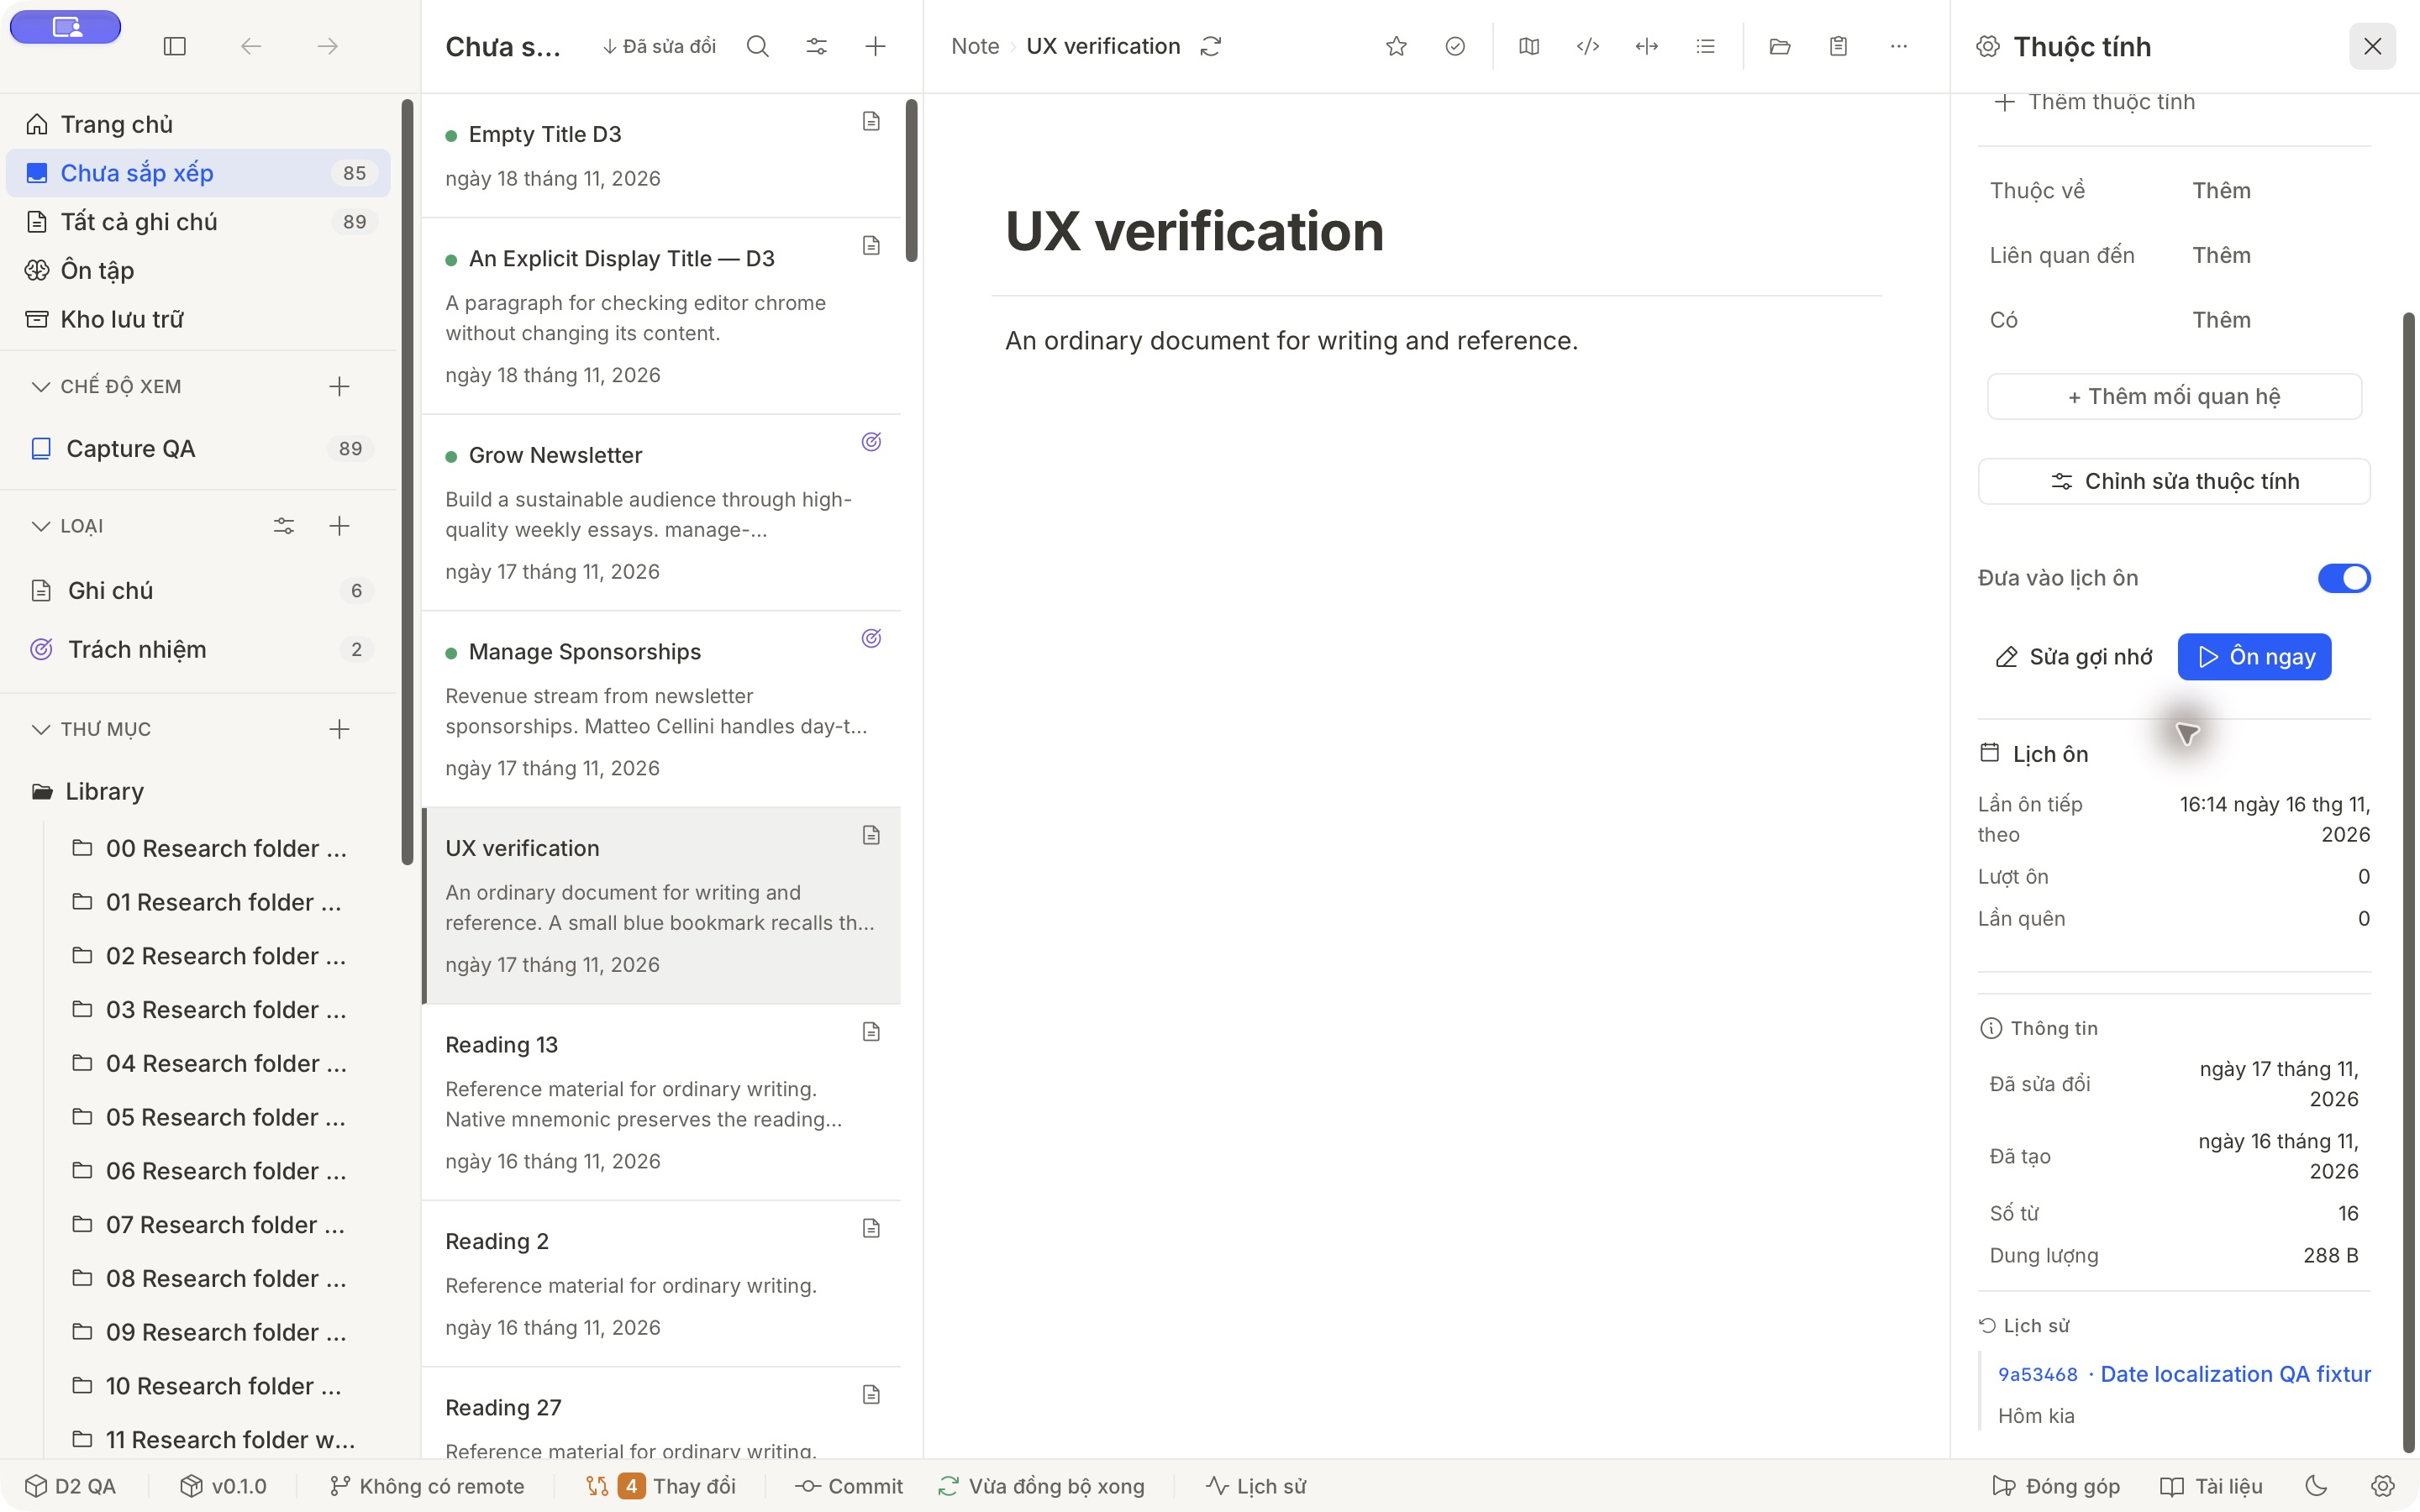 Trang chủ
Chưa sắp xếp 85
Tất cả ghi chú 89
Ôn tập
Kho lưu trữ
CHẾ ĐỘ XEM
Capture QA 89
LOẠI
Ghi chú 6
Trách nhiệm 2
THƯ MỤC
Library
00 Research folder ...
01 Research folder ...
02 Research folder ...
03 Research folder ...
04 Research folder ...
05 Research folder ...
06 Research folder ...
07 Research folder ...
08 Research folder ...
09 Research folder ...
10 Research folder ...
11 Research folder w...
Chưa s... Đã sửa đổi
Empty Title D3
ngày 18 tháng 11, 2026
An Explicit Display Title — D3
A paragraph for checking editor chrome
without changing its content.
ngày 18 tháng 11, 2026
Grow Newsletter
Build a sustainable audience through high-
quality weekly essays. manage-...
ngày 17 tháng 11, 2026
Manage Sponsorships
Revenue stream from newsletter
sponsorships. Matteo Cellini handles day-t...
ngày 17 tháng 11, 2026
UX verification
An ordinary document for writing and
reference. A small blue bookmark recalls th...
ngày 17 tháng 11, 2026
Reading 13
Reference material for ordinary writing.
Native mnemonic preserves the reading...
ngày 16 tháng 11, 2026
Reading 2
Reference material for ordinary writing.
ngày 16 tháng 11, 2026
Reading 27
Reference material for ordinary writing.
Note › UX verification
UX verification
An ordinary document for writing and reference.
Thuộc tính
+ Thêm thuộc tính
Thuộc về Thêm
Liên quan đến Thêm
Có Thêm
+ Thêm mối quan hệ
Chỉnh sửa thuộc tính
Đưa vào lịch ôn
Sửa gợi nhớ Ôn ngay
Lịch ôn
Lần ôn tiếp 16:14 ngày 16 thg 11,
theo 2026
Lượt ôn 0
Lần quên 0
Thông tin
Đã sửa đổi ngày 17 tháng 11,
2026
Đã tạo ngày 16 tháng 11,
2026
Số từ 16
Dung lượng 288 B
Lịch sử
9a53468 · Date localization QA fixtur
Hôm kia
D2 QA v0.1.0 Không có remote 4 Thay đổi Commit Vừa đồng bộ xong Lịch sử Đóng góp Tài liệu